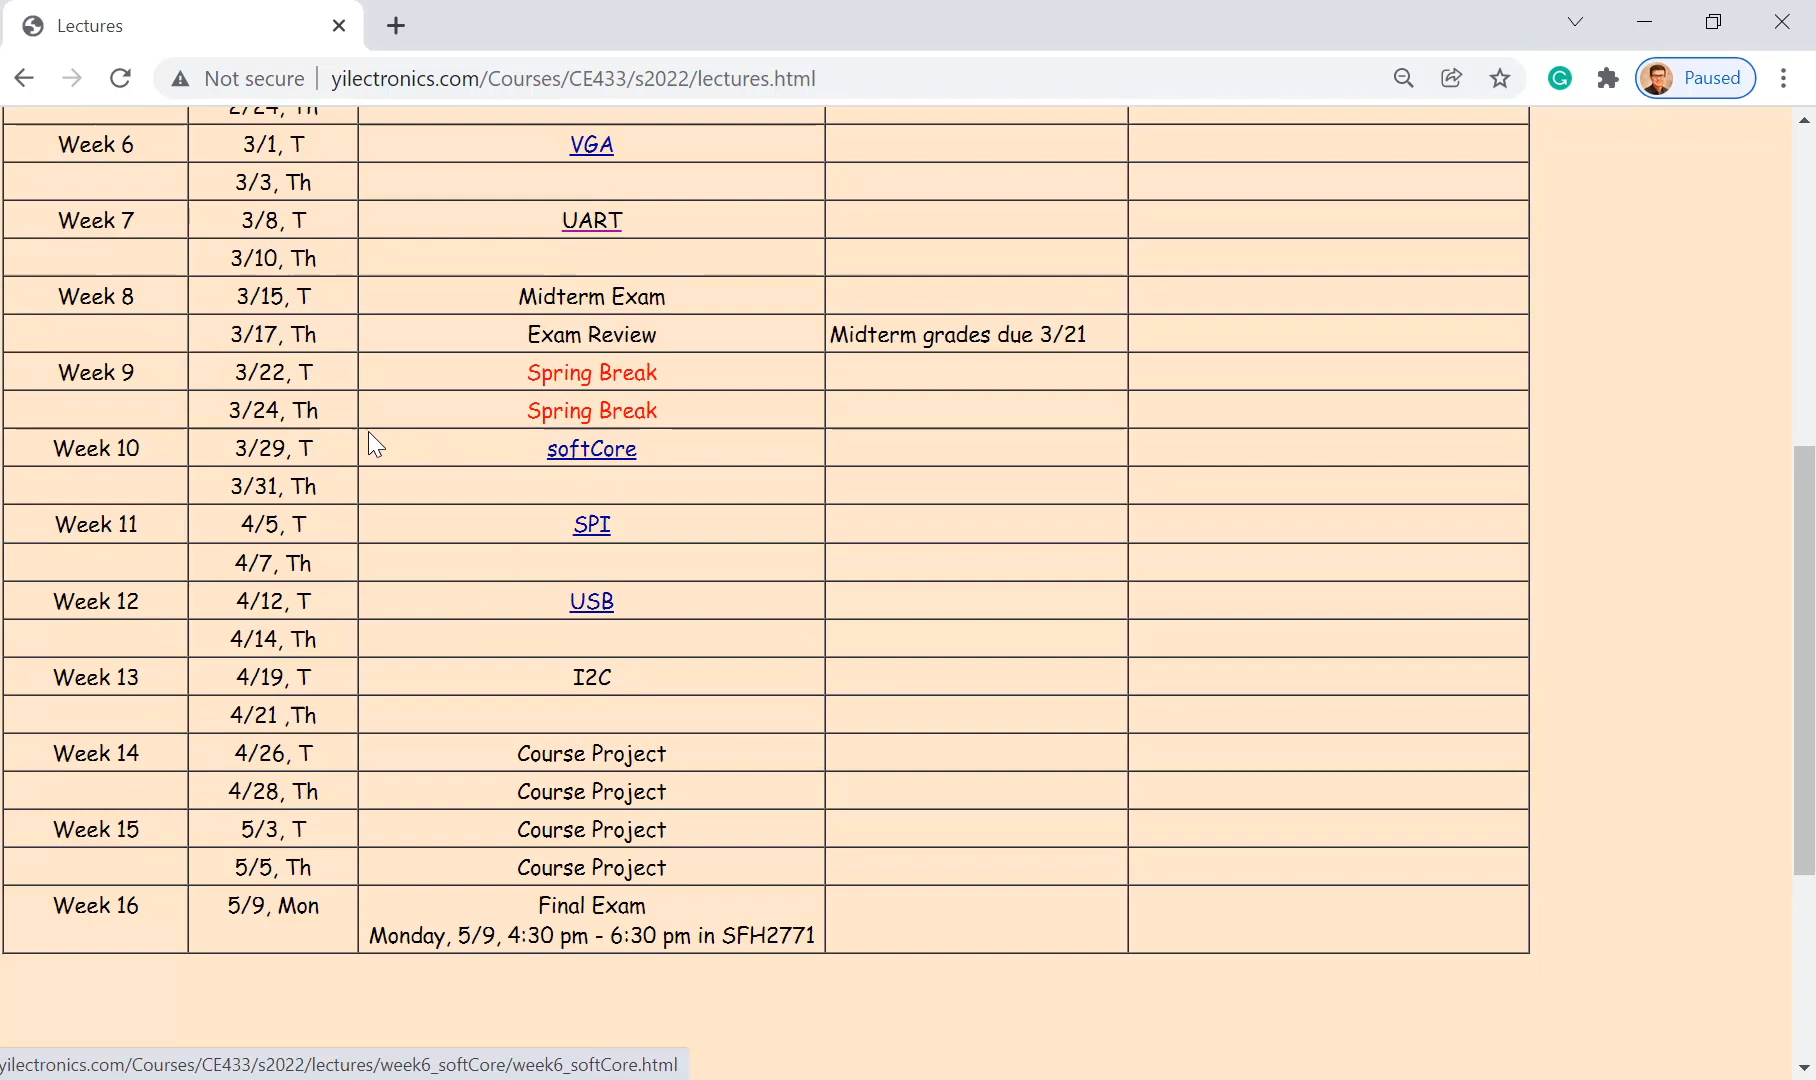 Lectures
Not secure yilectronics.com/Courses/CE433/s2022/lectures.html Paused
2/24, Th
Week 6 3/1, T VGA
3/3, Th
Week 7 3/8, T UART
3/10, Th
Week 8 3/15, T Midterm Exam
3/17, Th Exam Review Midterm grades due 3/21
Week 9 3/22, T Spring Break
3/24, Th Spring Break
Week 10 3/29, T softCore
3/31, Th
Week 11 4/5, T SPI
4/7, Th
Week 12 4/12, T USB
4/14, Th
Week 13 4/19, T I2C
4/21 ,Th
Week 14 4/26, T Course Project
4/28, Th Course Project
Week 15 5/3, T Course Project
5/5, Th Course Project
Week 16 5/9, Mon Final Exam
Monday, 5/9, 4:30 pm - 6:30 pm in SFH2771
yilectronics.com/Courses/CE433/s2022/lectures/week6_softCore/week6_softCore.html